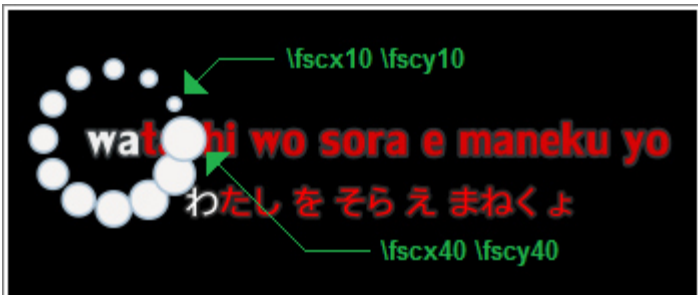 \fscx10 \fscy10
watashi wo sora e maneku yo
わたし を そら え まねく ょ
\fscx40 \fscy40